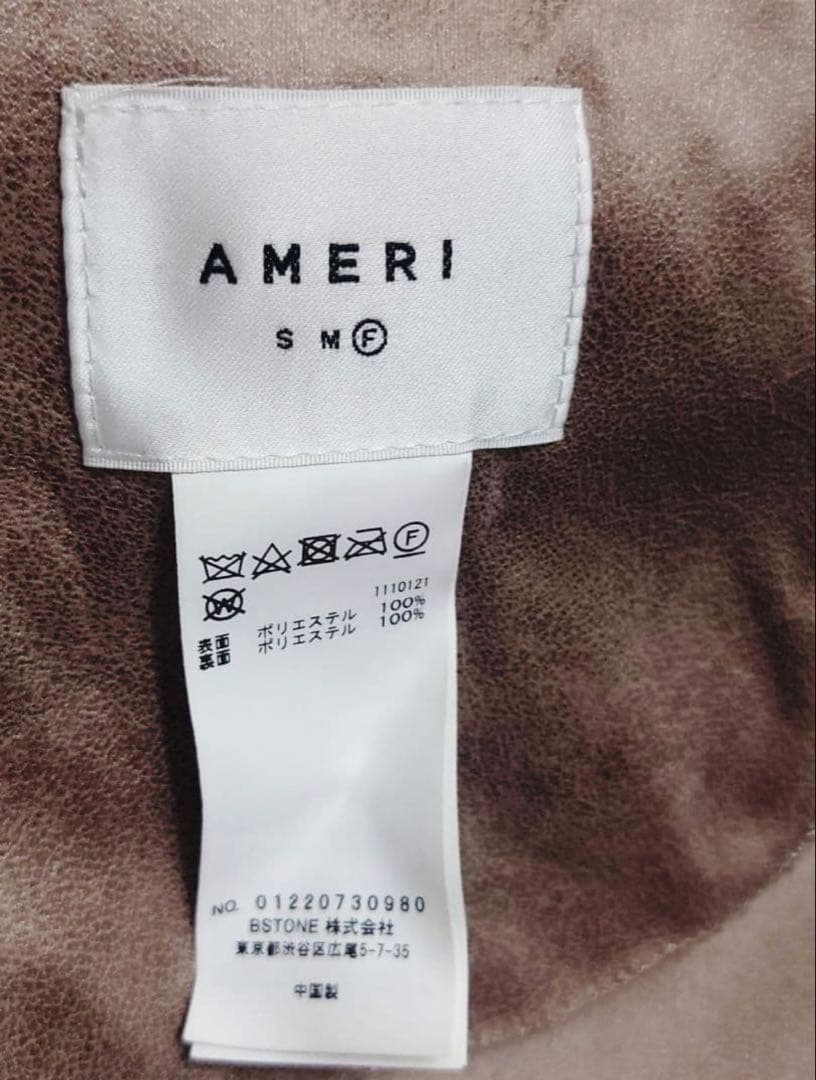 AMERI
S M F
F
W
1110121
表面 ポリエステル 100%
裏面 ポリエステル 100%
NO. 01220730980
BSTONE 株式会社
東京都渋谷区広尾5-7-35
中国製